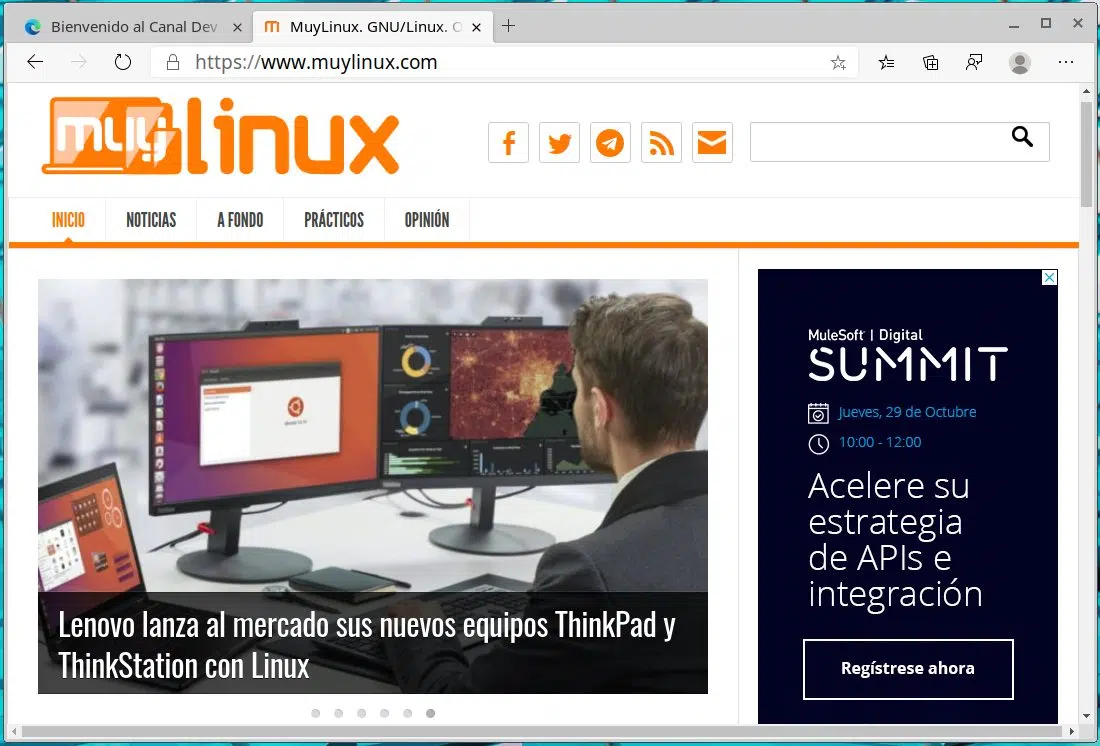 Bienvenido al Canal Dev
MuyLinux. GNU/Linux.
https://www.muylinux.com
muylinux
INICIO
NOTICIAS
A FONDO
PRÁCTICOS
OPINIÓN
Lenovo lanza al mercado sus nuevos equipos ThinkPad y
ThinkStation con Linux
MuleSoft | Digital
SUMMIT
Jueves, 29 de Octubre
10:00 - 12:00
Acelere su
estrategia
de APIs e
integración
Regístrese ahora